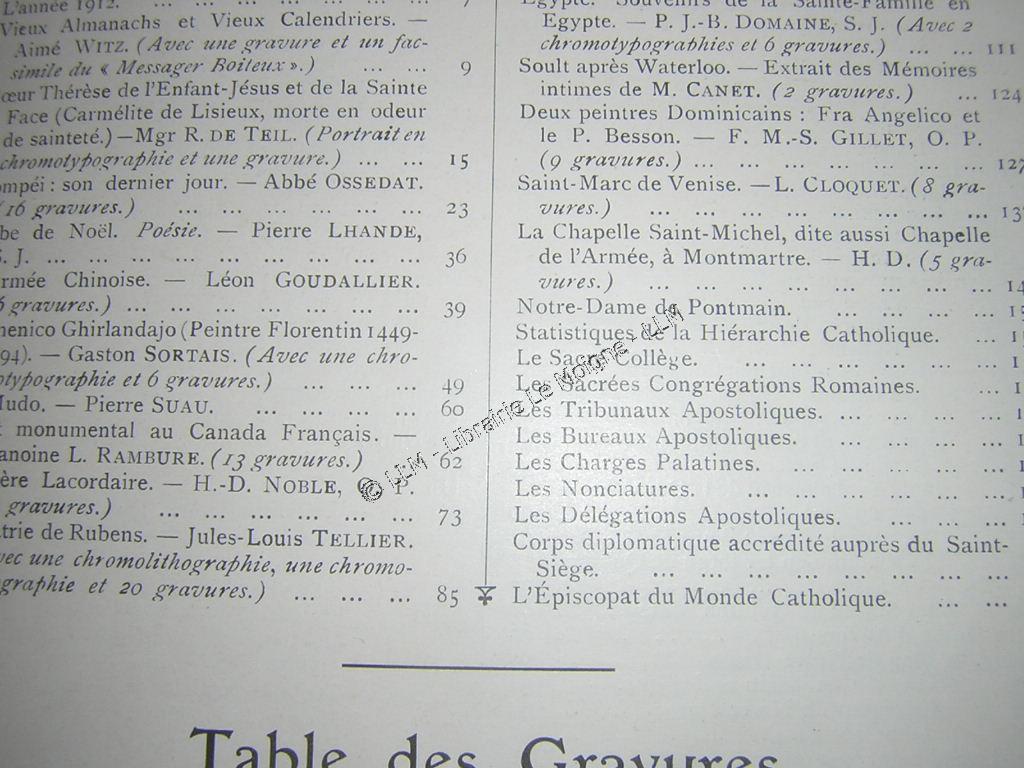 L'année 1912. ... ... ... ... ... ... 7
Vieux Almanachs et Vieux Calendriers. —
Aimé WITZ. (Avec une gravure et un fac-
simile du « Messager Boiteux ».) ... ... 9
œur Thérèse de l'Enfant-Jésus et de la Sainte
Face (Carmélite de Lisieux, morte en odeur
de sainteté.) — Mgr R. DE TEIL. (Portrait en
chromotypographie et une gravure.) ... ... 15
ompéi : son dernier jour. — Abbé OSSEDAT.
(16 gravures.) ... ... ... ... ... ... 23
be de Noël. Poésie. — Pierre LHANDE,
S. J. ... ... ... ... ... ... ... ... 36
rmée Chinoise. — Léon GOUDALLIER.
6 gravures.) ... ... ... ... ... ... ... 39
menico Ghirlandajo (Peintre Florentin 1449-
94). — Gaston SORTAIS. (Avec une chro-
otypographie et 6 gravures.) ... ... ... 49
udo. — Pierre SUAU. ... ... ... ... 60
t monumental au Canada Français. —
anoine L. RAMBURE. (13 gravures.) ... 62
ère Lacordaire. — H.-D. NOBLE, O. P.
gravures.) ... ... ... ... ... ... 73
trie de Rubens. — Jules-Louis TELLIER.
vec une chromolithographie, une chromo-
graphie et 20 gravures.) ... ... ... 85
Egypte. Souvenirs de la Sainte-Famille en
Egypte. — P. J.-B. DOMAINE, S. J. (Avec 2
chromotypographies et 6 gravures.) ... ... 111
Soult après Waterloo. — Extrait des Mémoires
intimes de M. CANET. (2 gravures.) ... 124
Deux peintres Dominicains : Fra Angelico et
le P. Besson. — F. M.-S. GILLET, O. P.
(9 gravures.) ... ... ... ... ... ... ... 127
Saint-Marc de Venise. — L. CLOQUET. (8 gra-
vures.) ... ... ... ... ... ... ... ... 13
La Chapelle Saint-Michel, dite aussi Chapelle
de l'Armée, à Montmartre. — H. D. (5 gra-
vures.) ... ... ... ... ... ... ... ... 14
Notre-Dame de Pontmain. ... ... ... ... 1
Statistiques de la Hiérarchie Catholique. ... 1
Le Sacré Collège. ... ... ... ... ... ... 1
Les Sacrées Congrégations Romaines. ... 1
Les Tribunaux Apostoliques. ... ... ... ... 1
Les Bureaux Apostoliques. ... ... ... ... 1
Les Charges Palatines. ... ... ... ... ... 1
Les Nonciatures. ... ... ... ... ... ...
Les Délégations Apostoliques. ... ... ...
Corps diplomatique accrédité auprès du Saint-
Siège. ... ... ... ... ... ... ... ... ...
L'Épiscopat du Monde Catholique. ... ...
Table des Gravures
© LLM - Librairie Le Moigne - LLM